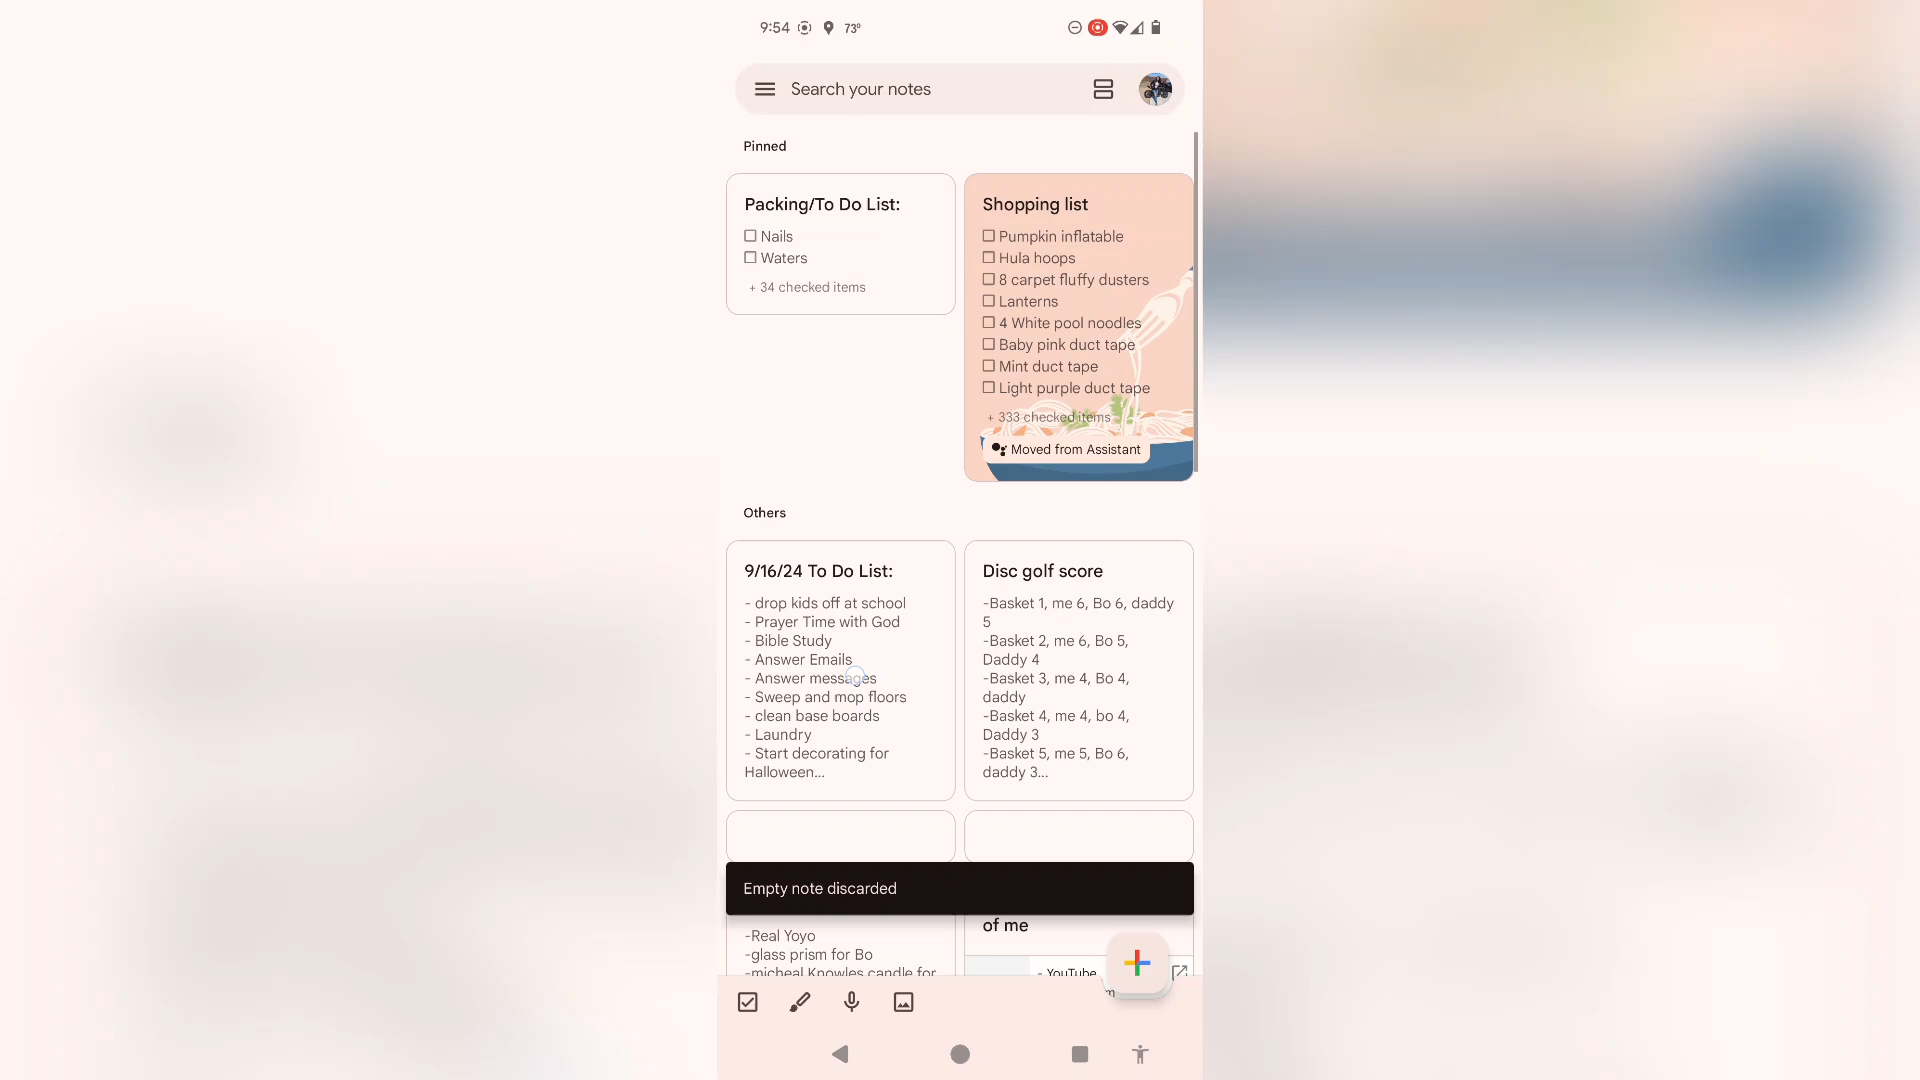 9:54 73°
Search your notes
Pinned
Packing/To Do List:
Nails
Waters
+ 34 checked items
Shopping list
Pumpkin inflatable
Hula hoops
8 carpet fluffy dusters
Lanterns
4 White pool noodles
Baby pink duct tape
Mint duct tape
Light purple duct tape
+ 333 checked items
Moved from Assistant
Others
9/16/24 To Do List:
- drop kids off at school
- Prayer Time with God
- Bible Study
- Answer Emails
- Answer messages
- Sweep and mop floors
- clean base boards
- Laundry
- Start decorating for
Halloween...
Disc golf score
-Basket 1, me 6, Bo 6, daddy
5
-Basket 2, me 6, Bo 5,
Daddy 4
-Basket 3, me 4, Bo 4,
daddy
-Basket 4, me 4, bo 4,
Daddy 3
-Basket 5, me 5, Bo 6,
daddy 3...
Empty note discarded
-Real Yoyo
-glass prism for Bo
-micheal Knowles candle for
of me
- YouTube